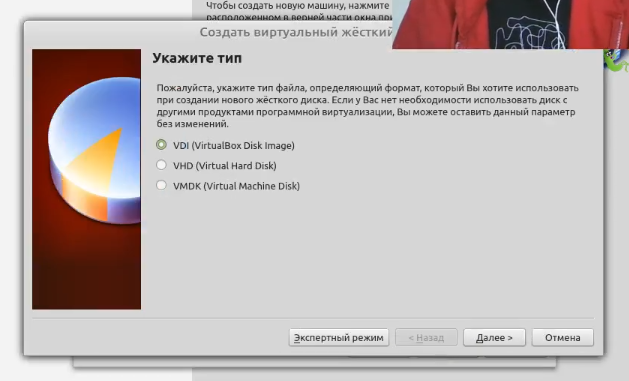 Чтобы создать новую машину, нажмите
расположенном в верней части окна при
Создать виртуальный жёсткий
Укажите тип
Пожалуйста, укажите тип файла, определяющий формат, который Вы хотите использовать
при создании нового жёсткого диска. Если у Вас нет необходимости использовать диск с
другими продуктами программной виртуализации, Вы можете оставить данный параметр
без изменений.
VDI (VirtualBox Disk Image)
VHD (Virtual Hard Disk)
VMDK (Virtual Machine Disk)
Экспертный режим
< Назад
Далее >
Отмена